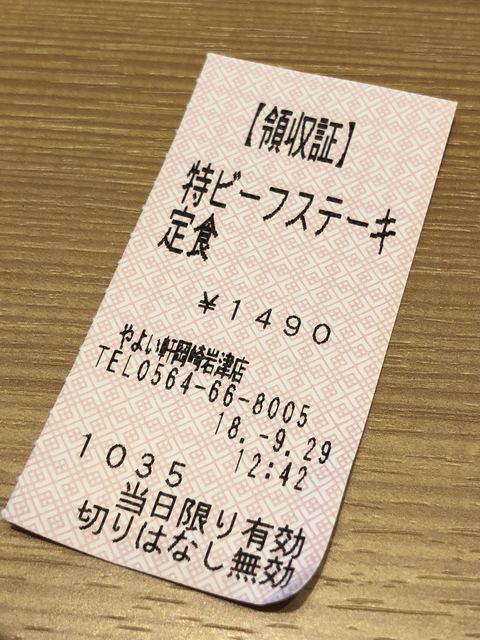 【領収証】
特ビーフステーキ
定食
¥1490
やよい軒岡崎岩津店
TEL0564-66-8005
18.-9.29
1035 12:42
当日限り有効
切りはなし無効